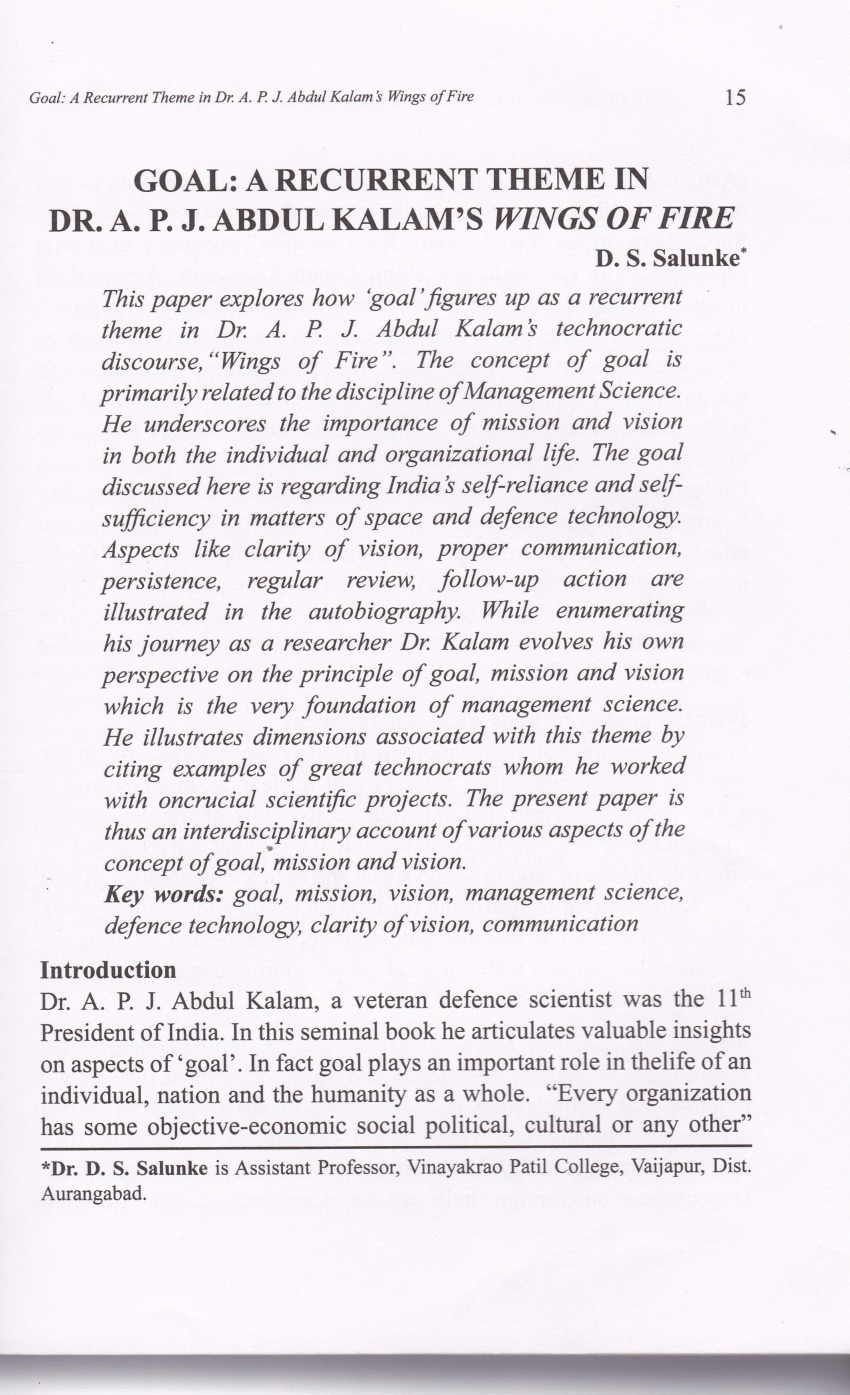 Goal: A Recurrent Theme in Dr. A. P. J. Abdul Kalam's Wings of Fire 15
GOAL: A RECURRENT THEME IN
DR. A. P. J. ABDUL KALAM'S WINGS OF FIRE
D. S. Salunke*
This paper explores how 'goal' figures up as a recurrent
theme in Dr. A. P. J. Abdul Kalam's technocratic
discourse, "Wings of Fire". The concept of goal is
primarily related to the discipline of Management Science.
He underscores the importance of mission and vision
in both the individual and organizational life. The goal
discussed here is regarding India's self-reliance and self-
sufficiency in matters of space and defence technology.
Aspects like clarity of vision, proper communication,
persistence, regular review, follow-up action are
illustrated in the autobiography. While enumerating
his journey as a researcher Dr. Kalam evolves his own
perspective on the principle of goal, mission and vision
which is the very foundation of management science.
He illustrates dimensions associated with this theme by
citing examples of great technocrats whom he worked
with oncrucial scientific projects. The present paper is
thus an interdisciplinary account of various aspects of the
concept of goal, mission and vision.
Key words: goal, mission, vision, management science,
defence technology, clarity of vision, communication
Introduction
Dr. A. P. J. Abdul Kalam, a veteran defence scientist was the 11th
President of India. In this seminal book he articulates valuable insights
on aspects of 'goal'. In fact goal plays an important role in thelife of an
individual, nation and the humanity as a whole. "Every organization
has some objective-economic social political, cultural or any other"
*Dr. D. S. Salunke is Assistant Professor, Vinayakrao Patil College, Vaijapur, Dist.
Aurangabad.